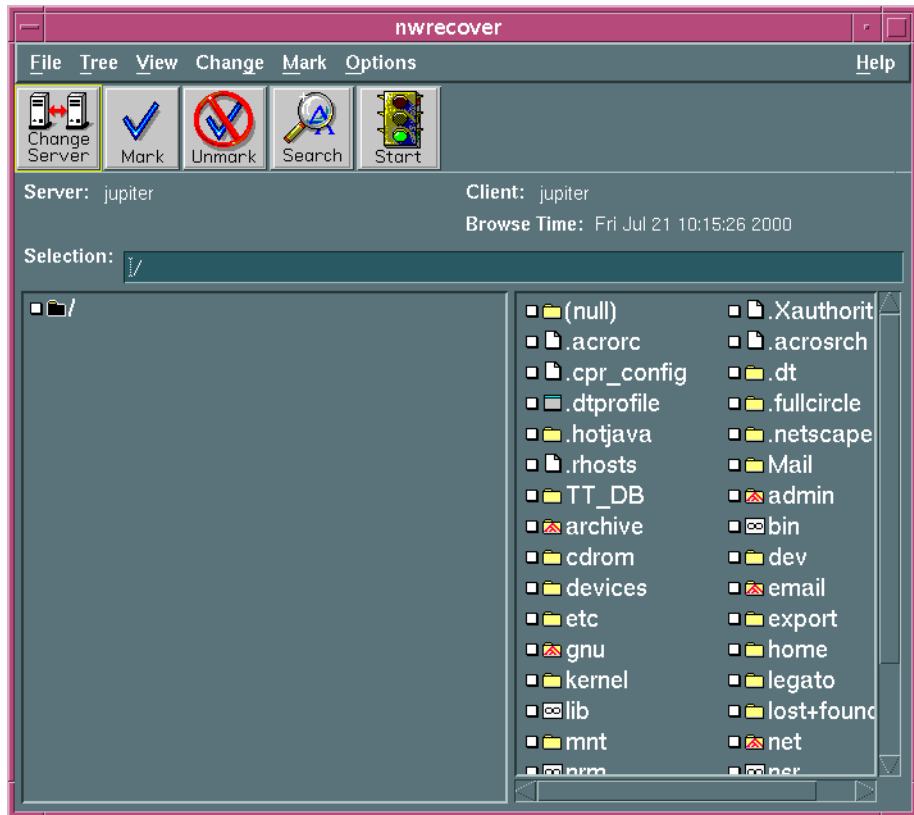 nwrecover
File Tree View Change Mark Options Help
Change Server Mark Unmark Search Start
Server: jupiter Client: jupiter
Browse Time: Fri Jul 21 10:15:26 2000
Selection: /
/
(null) .Xauthorit
.acrorc .acrosrch
.cpr_config .dt
.dtprofile .fullcircle
.hotjava .netscape
.rhosts Mail
TT_DB admin
archive bin
cdrom dev
devices email
etc export
gnu home
kernel legato
lib lost+found
mnt net
nrm nsr